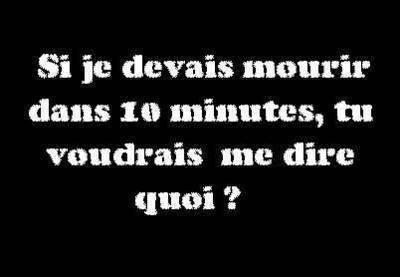 Si je devais mourir
dans 10 minutes, tu
voudrais me dire
quoi ?